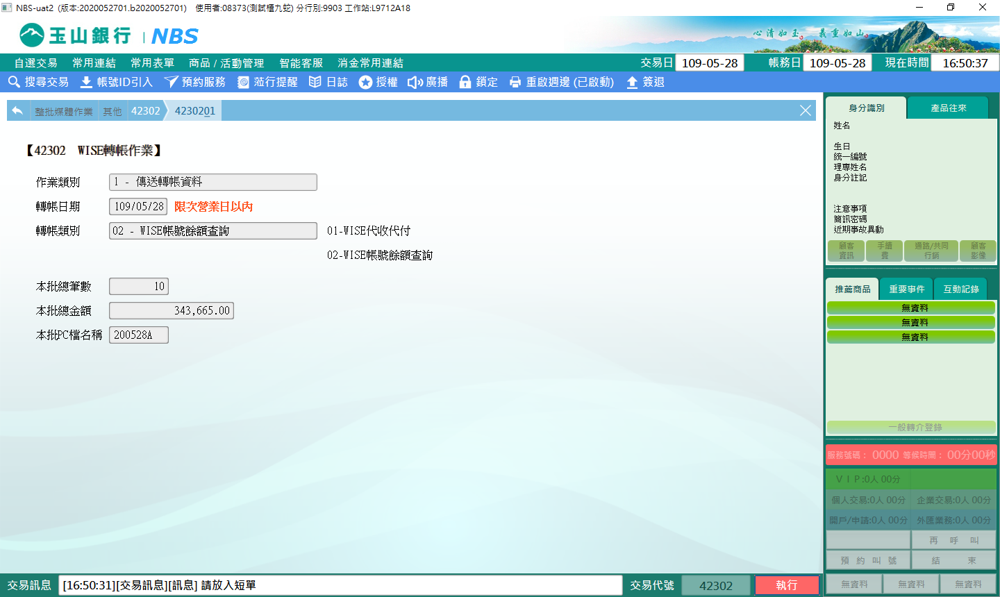 NBS-uat2 (版本:2020052701.b2020052701) 使用者:08373(測試櫃九蛇) 分行別:9903 工作站:L9712A18
玉山銀行 | NBS
心清如玉 義重如山
自選交易 常用連結 常用表單 商品 / 活動管理 智能客服 消金常用連結 交易日 109-05-28 帳務日 109-05-28 現在時間 16:50:37
搜尋交易 帳號ID引入 預約服務 蒞行提醒 日誌 授權 廣播 鎖定 重啟週邊 (已啟動) 簽退
整批媒體作業 其他 42302 4230201
【42302 WISE轉帳作業】
作業類別 1 - 傳送轉帳資料
轉帳日期 109/05/28 限次營業日以內
轉帳類別 02 - WISE帳號餘額查詢 01-WISE代收代付
02-WISE帳號餘額查詢
本批總筆數 10
本批總金額 343,665.00
本批PC檔名稱 200528A
身分識別 產品往來
姓名
生日
統一編號
理專姓名
身分註記
注意事項
簡訊密碼
近期事故異動
顧客資訊 手續費 通路/共同行銷 顧客影像
推薦商品 重要事件 互動記錄
無資料
無資料
無資料
一般轉介登錄
服務號碼： 0000 等候時間： 00分00秒
ＶＩＰ:0人 00分
個人交易:0人 00分 企業交易:0人 00分
開戶/申請:0人 00分 外匯業務:0人 00分
再 呼 叫
預 約 叫 號 結 束
無資料 無資料 無資料
交易訊息 [16:50:31][交易訊息][訊息] 請放入短單 交易代號 42302 執行